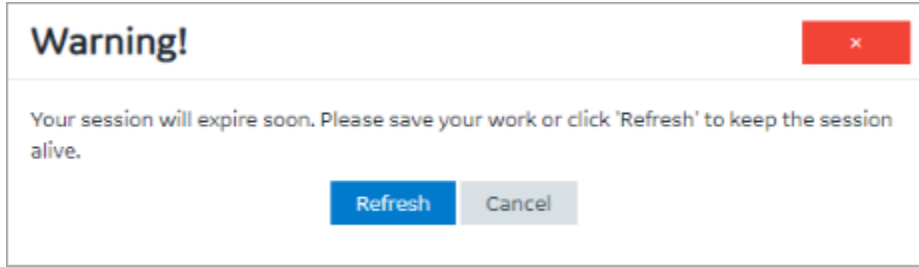 Warning!
×
Your session will expire soon. Please save your work or click 'Refresh' to keep the session
alive.
Refresh Cancel